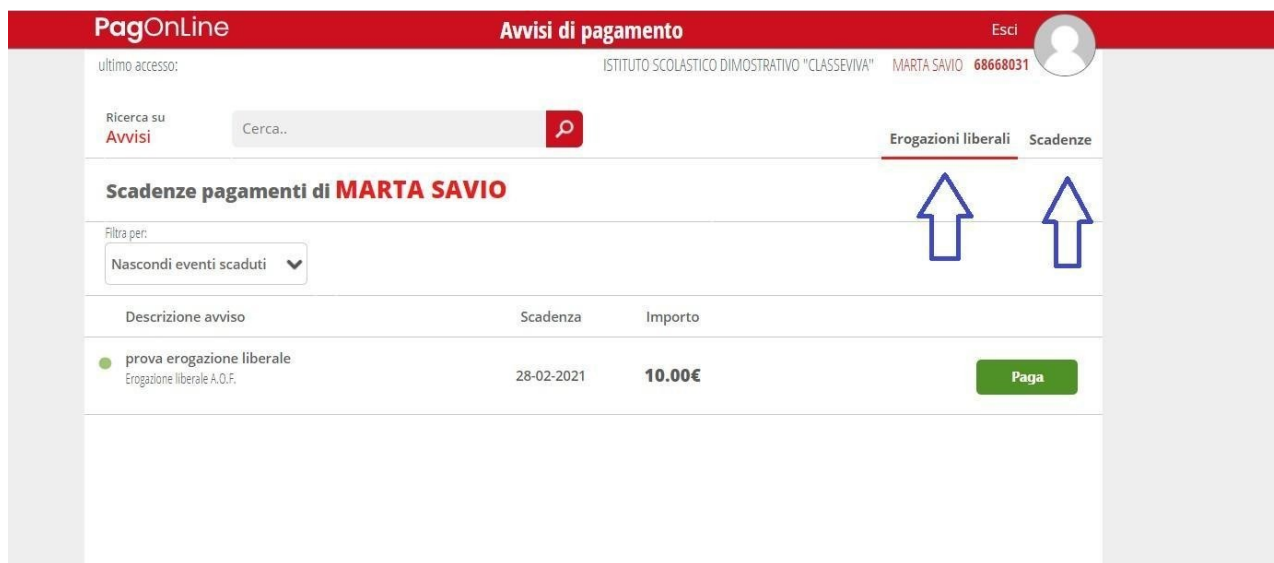 PagOnLine
Avvisi di pagamento
Esci
ultimo accesso:
ISTITUTO SCOLASTICO DIMOSTRATIVO "CLASSEVIVA" MARTA SAVIO 68668031
Ricerca su
Avvisi
Cerca..
Erogazioni liberali Scadenze
Scadenze pagamenti di MARTA SAVIO
Filtra per:
Nascondi eventi scaduti
Descrizione avviso Scadenza Importo
prova erogazione liberale
Erogazione liberale A.O.F.
28-02-2021 10.00€ Paga